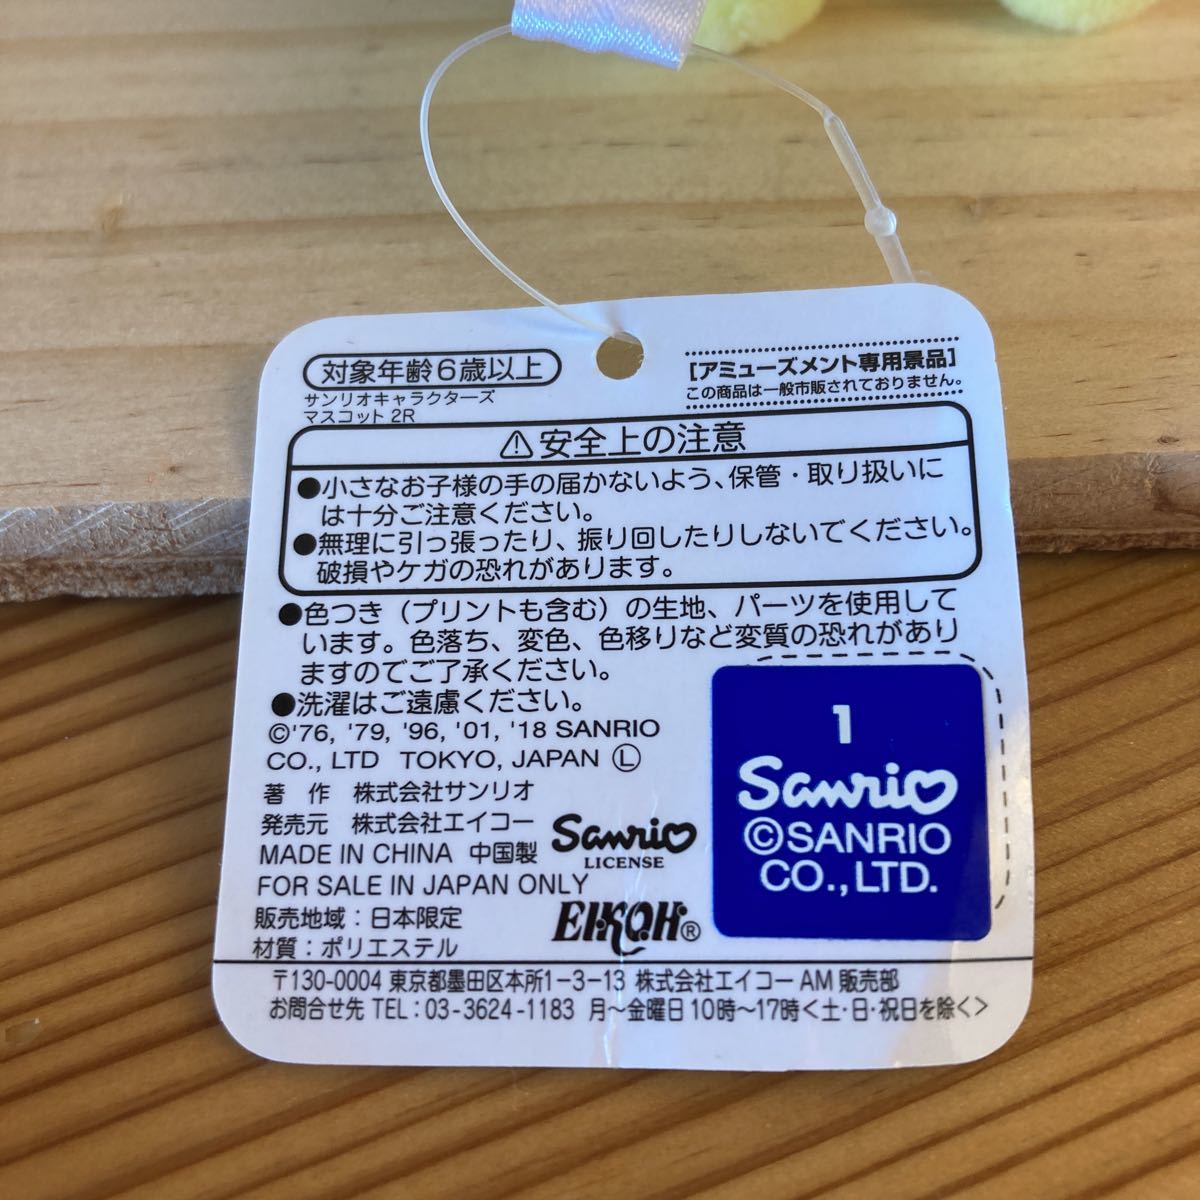 対象年齢6歳以上
サンリオキャラクターズ
マスコット 2R
[アミューズメント専用景品]
この商品は一般市販されておりません。
⚠安全上の注意
●小さなお子様の手の届かないよう、保管・取り扱いに
は十分ご注意ください。
●無理に引っ張ったり、振り回したりしないでください。
破損やケガの恐れがあります。
●色つき（プリントも含む）の生地、パーツを使用して
います。色落ち、変色、色移りなど変質の恐れがあり
ますのでご了承ください。
●洗濯はご遠慮ください。
©'76, '79, '96, '01, '18 SANRIO
CO., LTD TOKYO, JAPAN Ⓛ
著 作 株式会社サンリオ
発売元 株式会社エイコー
MADE IN CHINA 中国製
FOR SALE IN JAPAN ONLY
販売地域：日本限定
材質：ポリエステル
Sanrio
LICENSE
EIKOH®
1
Sanrio
©SANRIO
CO.,LTD.
〒130-0004 東京都墨田区本所1-3-13 株式会社エイコー AM 販売部
お問合せ先 TEL：03-3624-1183 月～金曜日10時～17時＜土・日・祝日を除く＞